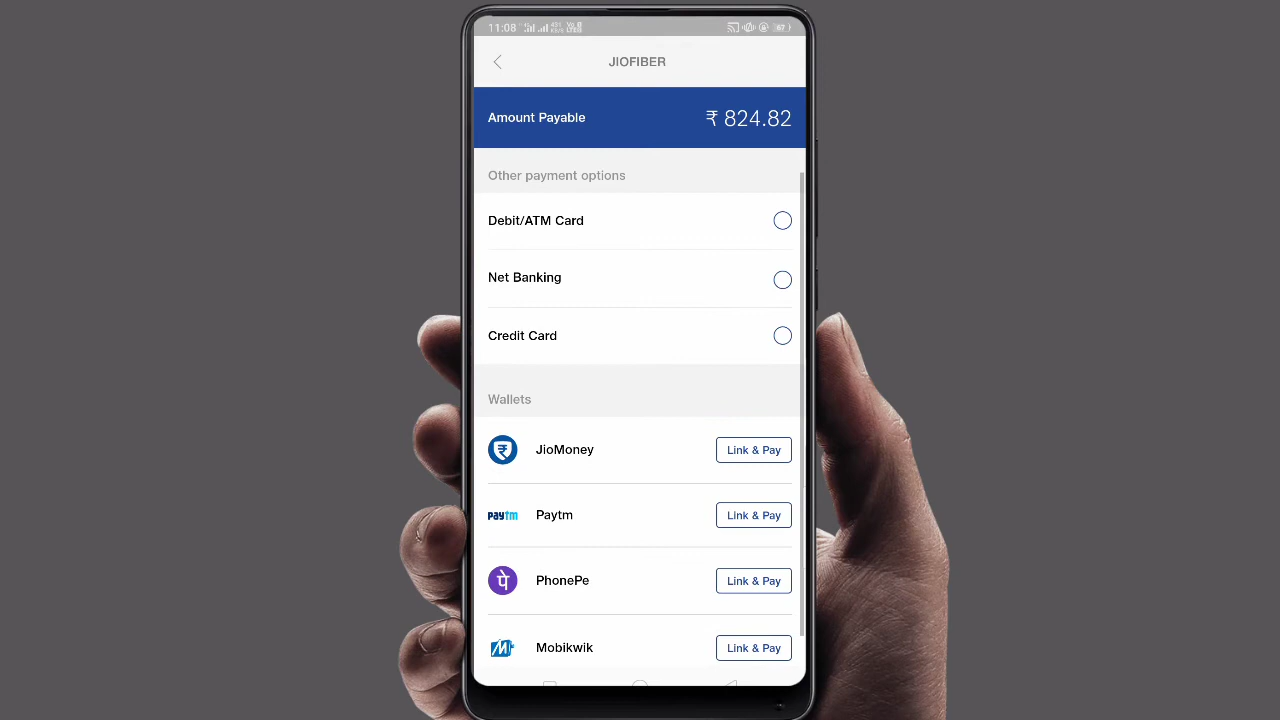 11:08
JIOFIBER
Amount Payable ₹ 824.82
Other payment options
Debit/ATM Card
Net Banking
Credit Card
Wallets
JioMoney Link & Pay
paytm Paytm Link & Pay
पे PhonePe Link & Pay
Mobikwik Link & Pay